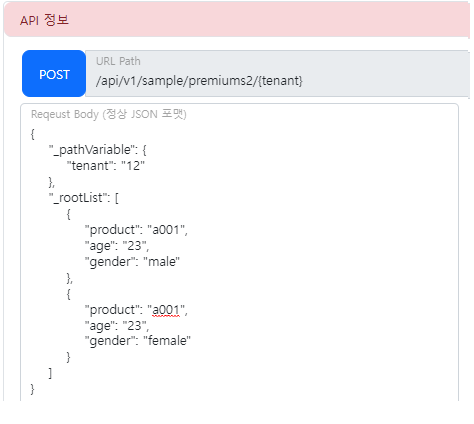 API 정보
POST
URL Path
/api/v1/sample/premiums2/{tenant}
Reqeust Body (정상 JSON 포맷)
{
"_pathVariable": {
"tenant": "12"
},
"_rootList": [
{
"product": "a001",
"age": "23",
"gender": "male"
},
{
"product": "a001",
"age": "23",
"gender": "female"
}
]
}